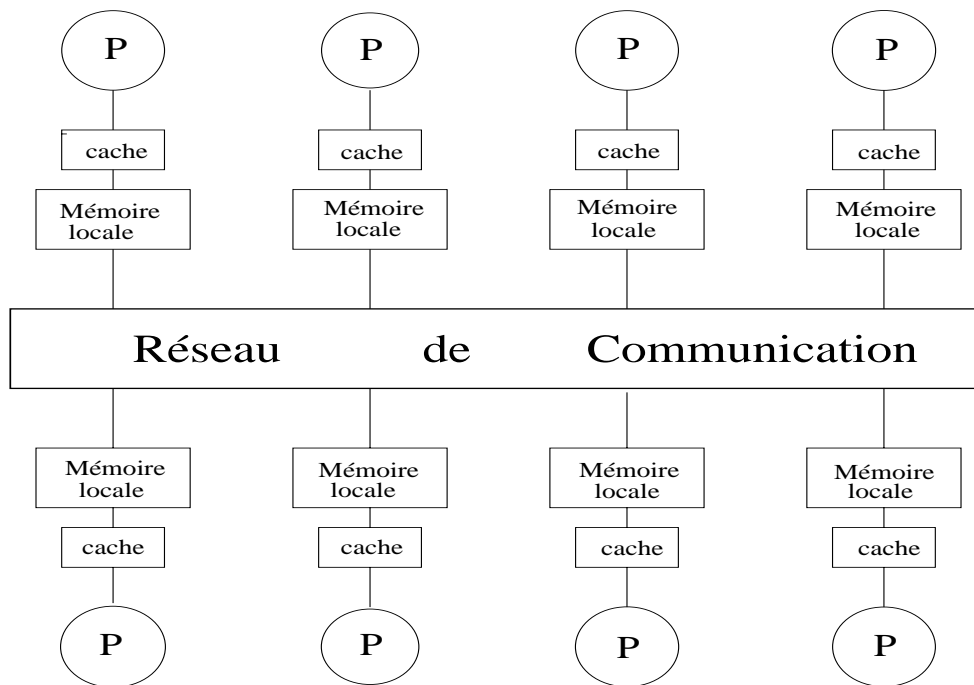 P P P P
cache cache cache cache
Mémoire Mémoire Mémoire Mémoire
locale locale locale locale
Réseau de Communication
Mémoire Mémoire Mémoire Mémoire
locale locale locale locale
cache cache cache cache
P P P P